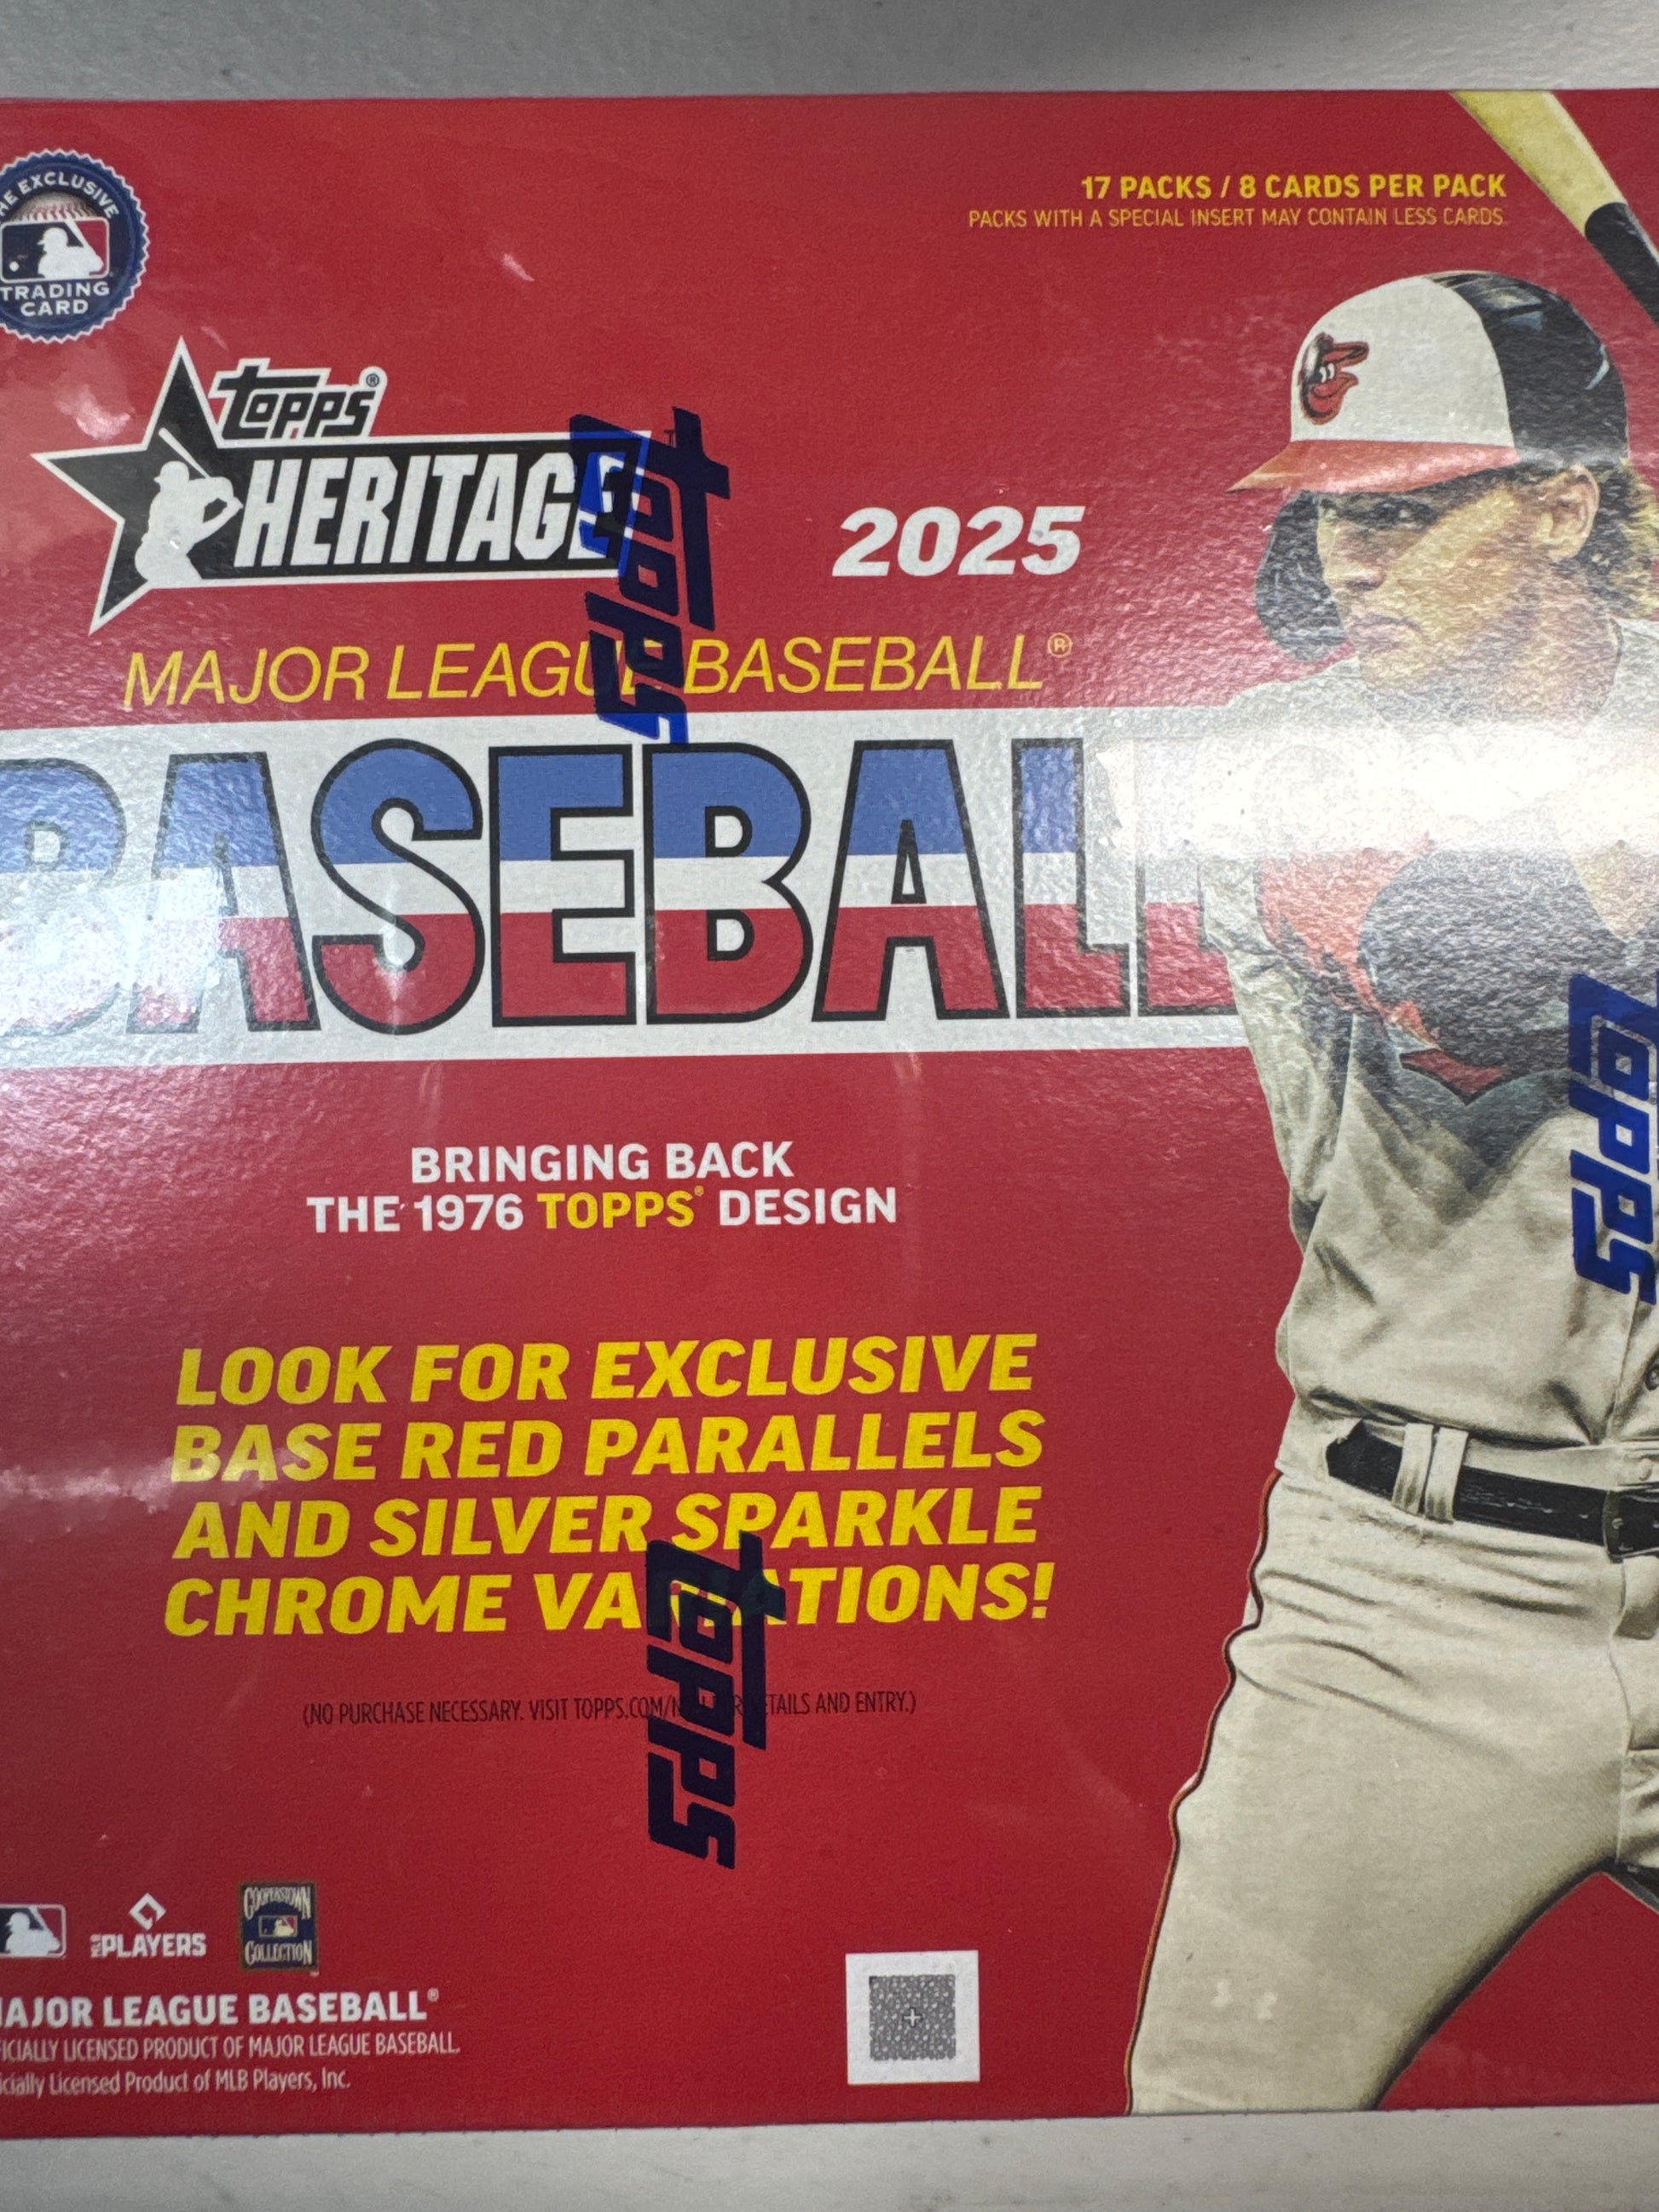 THE EXCLUSIVE
TRADING
CARD
17 PACKS / 8 CARDS PER PACK
PACKS WITH A SPECIAL INSERT MAY CONTAIN LESS CARDS.
topps®
HERITAGE
2025
MAJOR LEAGUE BASEBALL®
BASEBALL
topps
topps
BRINGING BACK
THE 1976 TOPPS® DESIGN
LOOK FOR EXCLUSIVE
BASE RED PARALLELS
AND SILVER SPARKLE
CHROME VARIATIONS!
topps
(NO PURCHASE NECESSARY. VISIT TOPPS.COM/ DETAILS AND ENTRY.)
MLB PLAYERS
COOPERSTOWN
COLLECTION
MAJOR LEAGUE BASEBALL®
OFFICIALLY LICENSED PRODUCT OF MAJOR LEAGUE BASEBALL.
Officially Licensed Product of MLB Players, Inc.